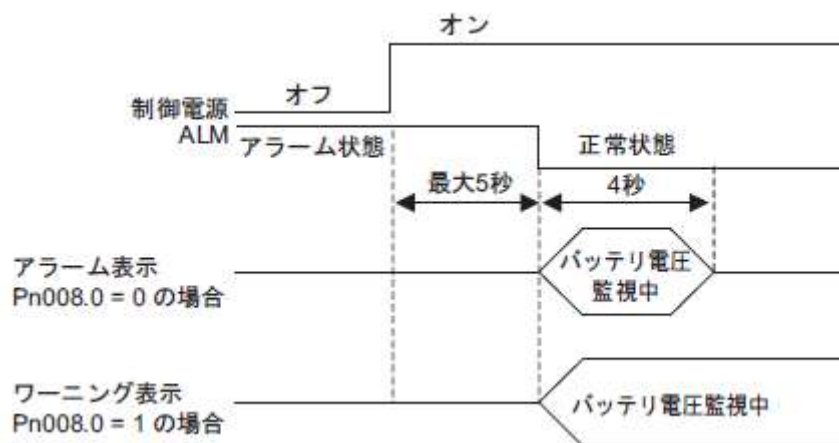 オン
オフ
制御電源
ALM
アラーム状態
正常状態
最大5秒
4秒
アラーム表示
Pn008.0 = 0 の場合
バッテリ電圧
監視中
ワーニング表示
Pn008.0 = 1 の場合
バッテリ電圧監視中